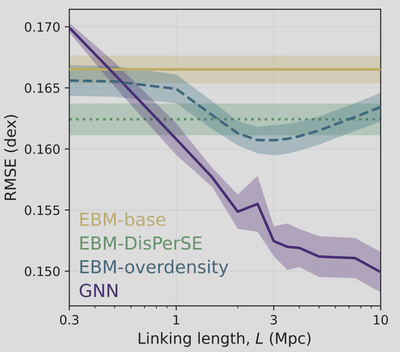 0.170
0.165
0.160
0.155
0.150
RMSE (dex)
EBM-base
EBM-DisPerSE
EBM-overdensity
GNN
0.3 1 3 10
Linking length, L (Mpc)